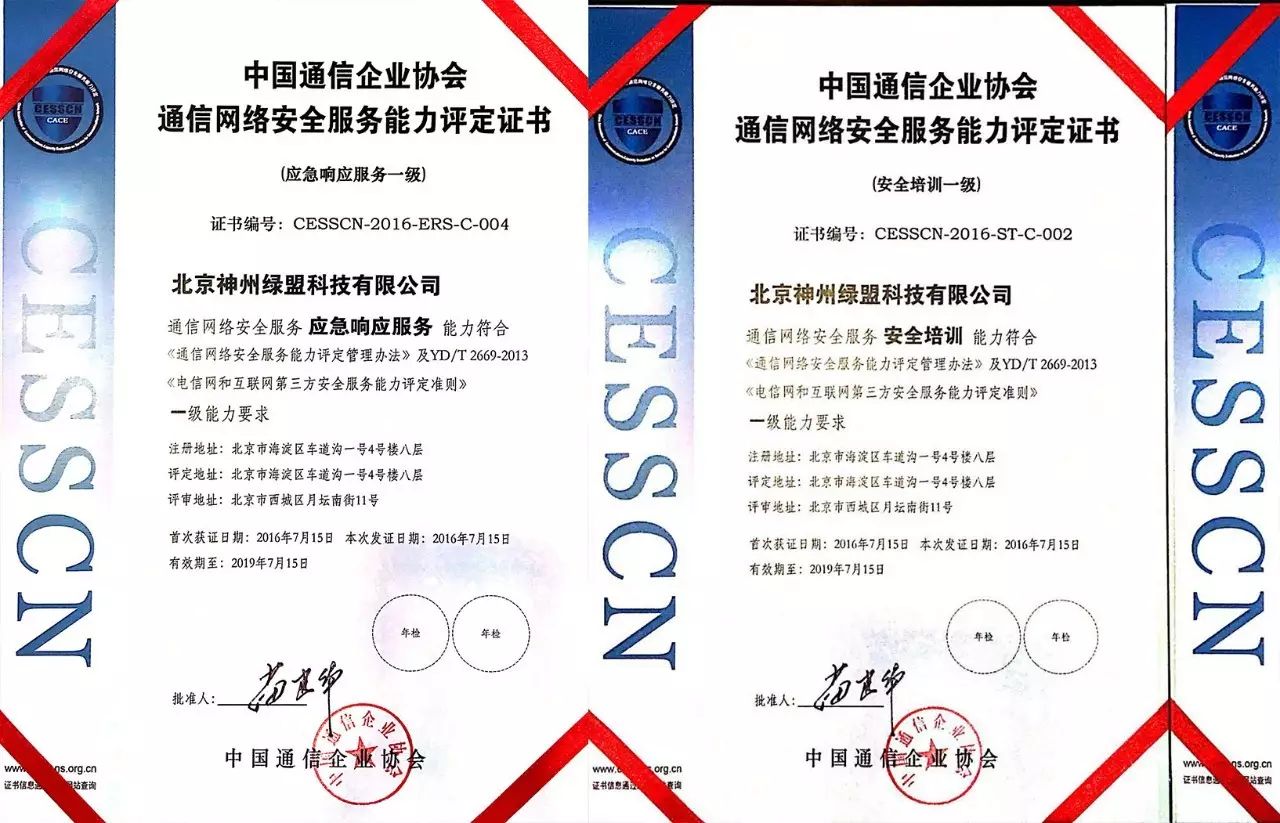 CESSCN
CACE
CESSCN
中国通信企业协会
通信网络安全服务能力评定证书
(应急响应服务一级)
证书编号：CESSCN-2016-ERS-C-004
北京神州绿盟科技有限公司
通信网络安全服务 应急响应服务 能力符合
《通信网络安全服务能力评定管理办法》及YD/T 2669-2013
《电信网和互联网第三方安全服务能力评定准则》
一级能力要求
注册地址：北京市海淀区车道沟一号4号楼八层
评定地址：北京市海淀区车道沟一号4号楼八层
评审地址：北京市西城区月坛南街11号
首次获证日期：2016年7月15日 本次发证日期：2016年7月15日
有效期至：2019年7月15日
年检 年检
批准人：
中国通信企业协会
中国通信企业协会
www. ns.org.cn
证书信息通 网站查询
CESSCN
CACE
CESSCN
中国通信企业协会
通信网络安全服务能力评定证书
(安全培训一级)
证书编号：CESSCN-2016-ST-C-002
北京神州绿盟科技有限公司
通信网络安全服务 安全培训 能力符合
《通信网络安全服务能力评定管理办法》及YD/T 2669-2013
《电信网和互联网第三方安全服务能力评定准则》
一级能力要求
注册地址：北京市海淀区车道沟一号4号楼八层
评定地址：北京市海淀区车道沟一号4号楼八层
评审地址：北京市西城区月坛南街11号
首次获证日期：2016年7月15日 本次发证日期：2016年7月15日
有效期至：2019年7月15日
年检 年检
批准人：
中国通信企业协会
中国通信企业协会
www. ns.org.cn
证书信息通过 网站查询
CESSCN
CACE
CESSCN
www. ns.org.cn
证书信息通 网站查询